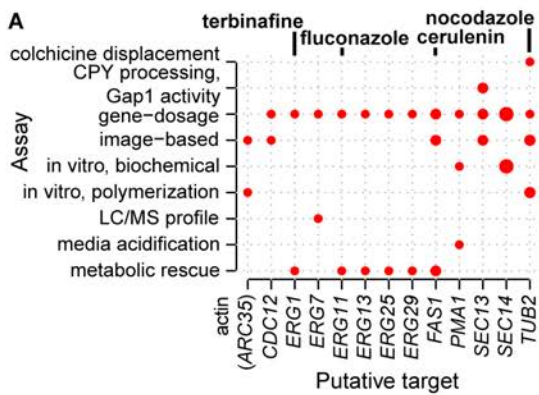 A
terbinafine
nocodazole
fluconazole cerulenin
colchicine displacement
CPY processing,
Gap1 activity
gene-dosage
image-based
in vitro, biochemical
in vitro, polymerization
LC/MS profile
media acidification
metabolic rescue
Assay
actin
(ARC35)
CDC12
ERG1
ERG7
ERG11
ERG13
ERG25
ERG29
FAS1
PMA1
SEC13
SEC14
TUB2
Putative target